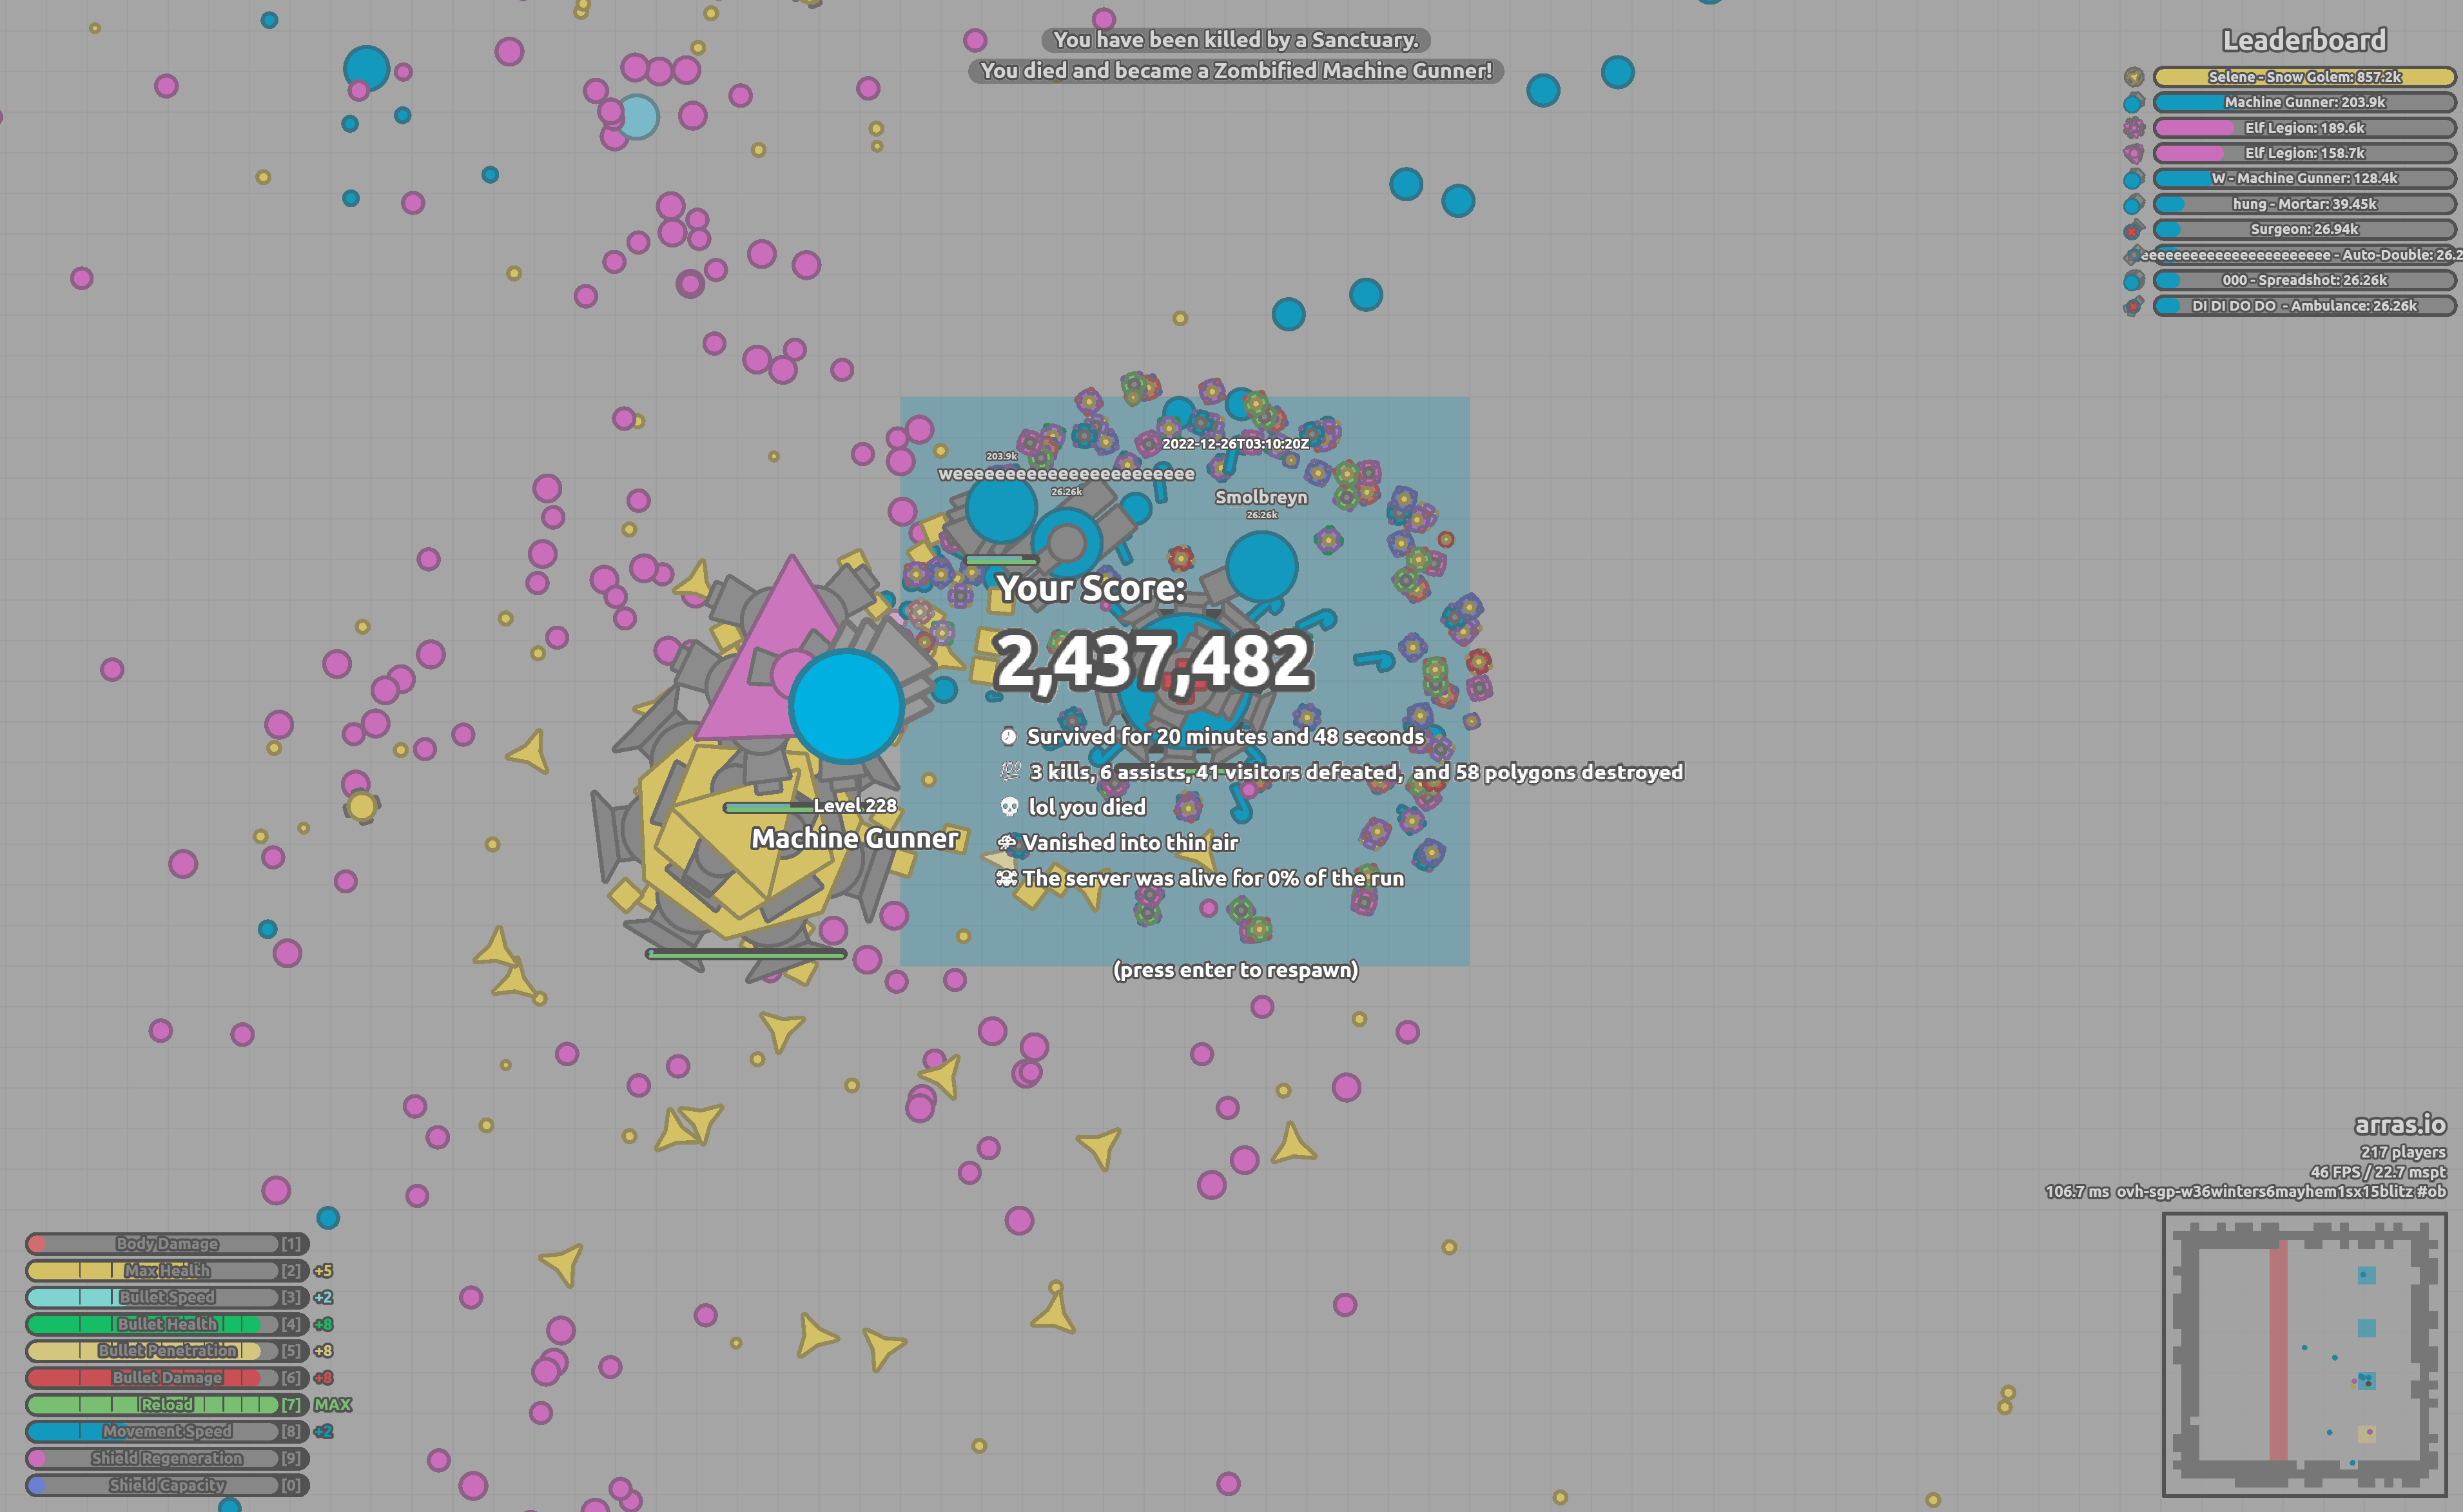 You have been killed by a Sanctuary.
You died and became a Zombified Machine Gunner!
Leaderboard
Selene - Snow Golem: 857.2k
Machine Gunner: 203.9k
Elf Legion: 189.6k
Elf Legion: 158.7k
W - Machine Gunner: 128.4k
hung - Mortar: 39.45k
Surgeon: 26.94k
eeeeeeeeeeeeeeeeeeeeeee - Auto-Double: 26.2
000 - Spreadshot: 26.26k
DI DI DO DO - Ambulance: 26.26k
2022-12-26T03:10:20Z
203.9k
weeeeeeeeeeeeeeeeeeeeeee
26.26k
Smolbreyn
26.26k
Your Score:
2,437,482
Survived for 20 minutes and 48 seconds
💯 3 kills, 6 assists, 41 visitors defeated, and 58 polygons destroyed
lol you died
Vanished into thin air
The server was alive for 0% of the run
(press enter to respawn)
Level 228
Machine Gunner
arras.io
217 players
46 FPS / 22.7 mspt
106.7 ms ovh-sgp-w36winters6mayhem1sx15blitz #ob
Body Damage [1]
Max Health [2] +5
Bullet Speed [3] +2
Bullet Health [4] +8
Bullet Penetration [5] +8
Bullet Damage [6] +8
Reload [7] MAX
Movement Speed [8] +2
Shield Regeneration [9]
Shield Capacity [0]